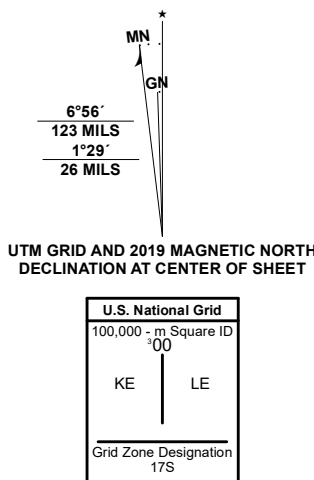 ★
MN
GN
6°56´
123 MILS
1°29´
26 MILS
UTM GRID AND 2019 MAGNETIC NORTH
DECLINATION AT CENTER OF SHEET
U.S. National Grid
100,000 - m Square ID
³00
KE LE
Grid Zone Designation
17S